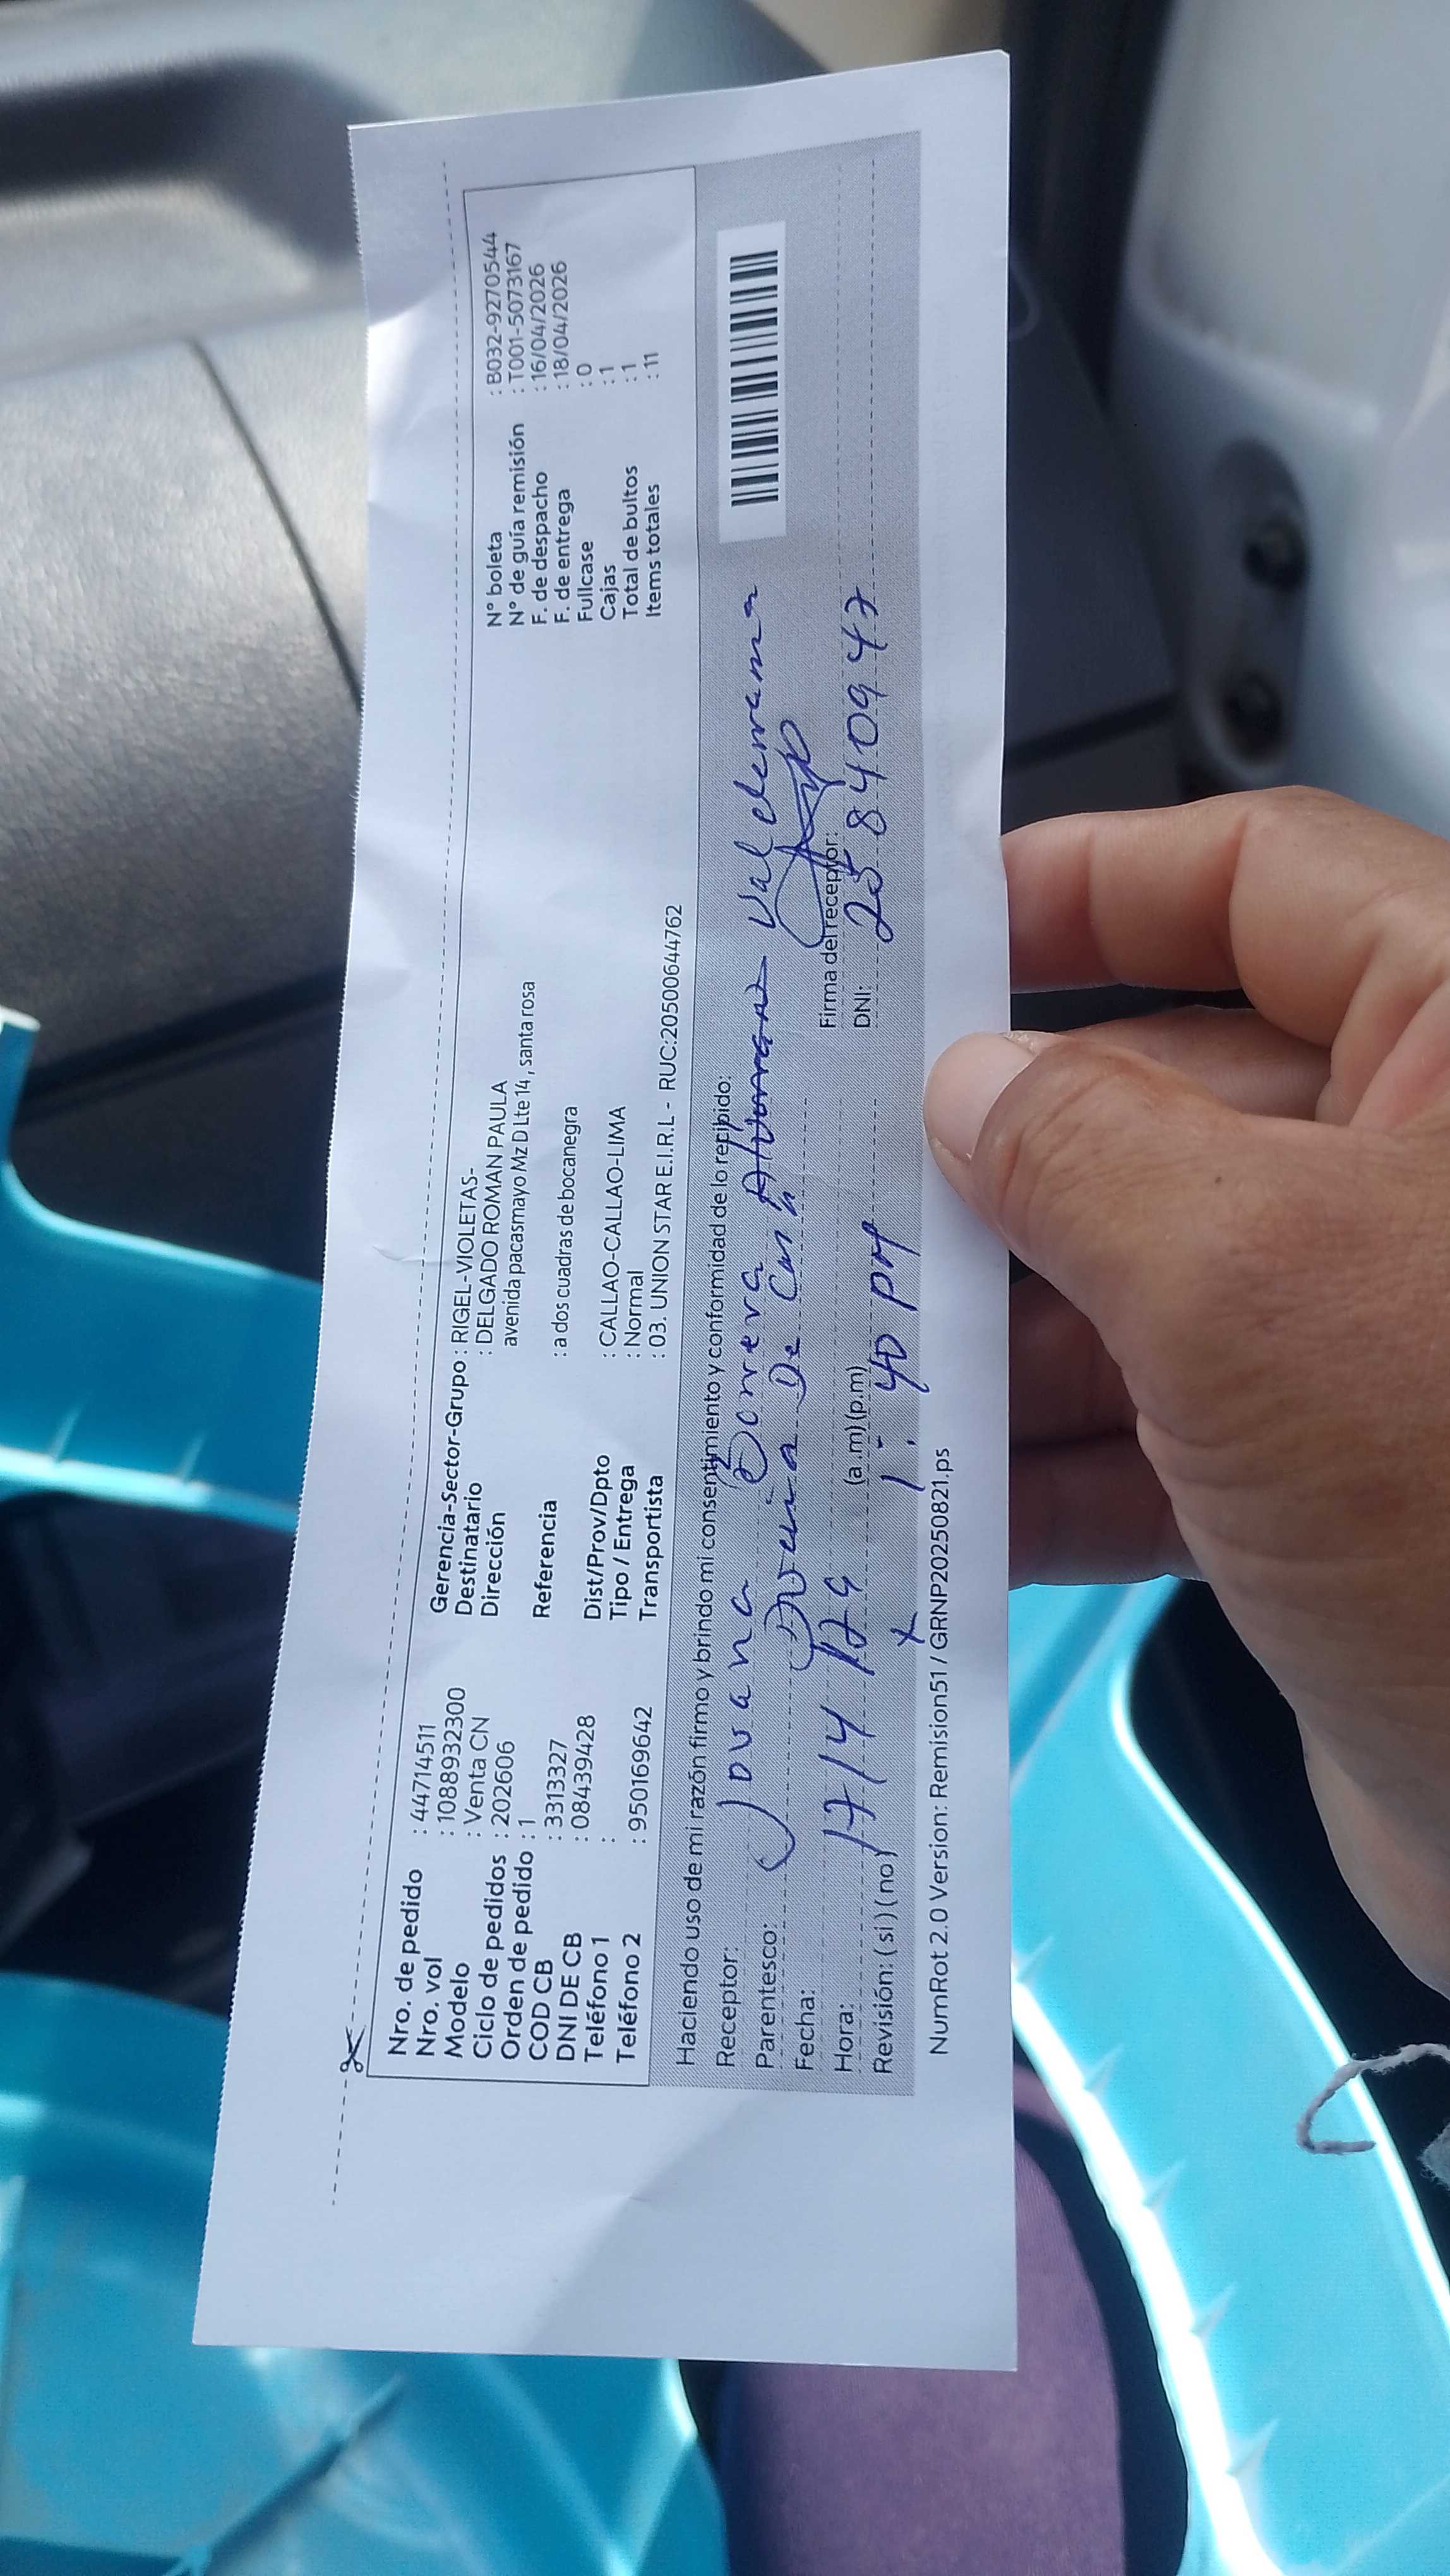 Nro. de pedido : 44714511
Nro. vol : 1088932300
Modelo : Venta CN
Ciclo de pedidos : 202606
Orden de pedido : 1
COD CB : 3313327
DNI DE CB : 08439428
Teléfono 1 :
Teléfono 2 : 950169642
Gerencia-Sector-Grupo : RIGEL-VIOLETAS-
Destinatario : DELGADO ROMAN PAULA
Dirección avenida pacasmayo Mz D Lte 14 , santa rosa
Referencia : a dos cuadras de bocanegra
Dist/Prov/Dpto : CALLAO-CALLAO-LIMA
Tipo / Entrega : Normal
Transportista : 03. UNION STAR E.I.R.L - RUC:20500644762
N° boleta : B032-9270544
N° de guía remisión : T001-5073167
F. de despacho : 16/04/2026
F. de entrega : 18/04/2026
Fullcase : 0
Cajas : 1
Total de bultos : 1
Items totales : 11
Haciendo uso de mi razón firmo y brindo mi consentimiento y conformidad de lo recibido:
Receptor: Juana Valderrama
Parentesco: De
Fecha: 17/4
Hora: (a.m) (p.m) 1:40 PM
Revisión: ( si ) ( no ) x
Firma del receptor:
DNI: 25840947
NumRot 2.0 Version: Remision51 / GRNP20250821.ps